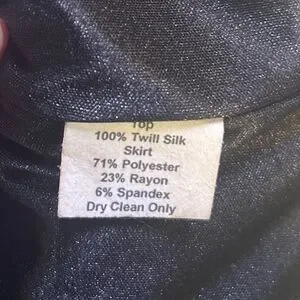 Top
100% Twill Silk
Skirt
71% Polyester
23% Rayon
6% Spandex
Dry Clean Only